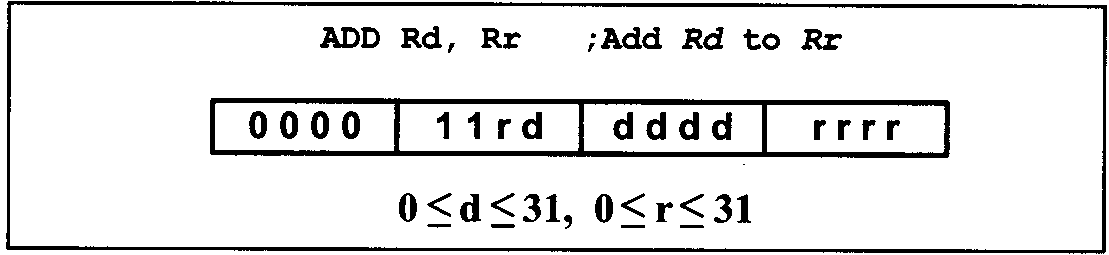 ADD Rd, Rr ;Add Rd to Rr
0000 11rd dddd rrrr
0≤d≤31, 0≤r≤31